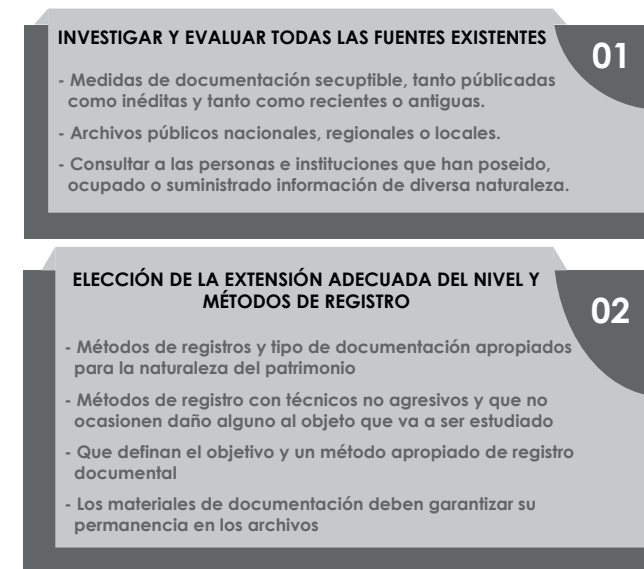 INVESTIGAR Y EVALUAR TODAS LAS FUENTES EXISTENTES
01
- Medidas de documentación secuptible, tanto públicadas
como inéditas y tanto como recientes o antiguas.
- Archivos públicos nacionales, regionales o locales.
- Consultar a las personas e instituciones que han poseido,
ocupado o suministrado información de diversa naturaleza.
ELECCIÓN DE LA EXTENSIÓN ADECUADA DEL NIVEL Y
MÉTODOS DE REGISTRO
02
- Métodos de registros y tipo de documentación apropiados
para la naturaleza del patrimonio
- Métodos de registro con técnicos no agresivos y que no
ocasionen daño alguno al objeto que va a ser estudiado
- Que definan el objetivo y un método apropiado de registro
documental
- Los materiales de documentación deben garantizar su
permanencia en los archivos